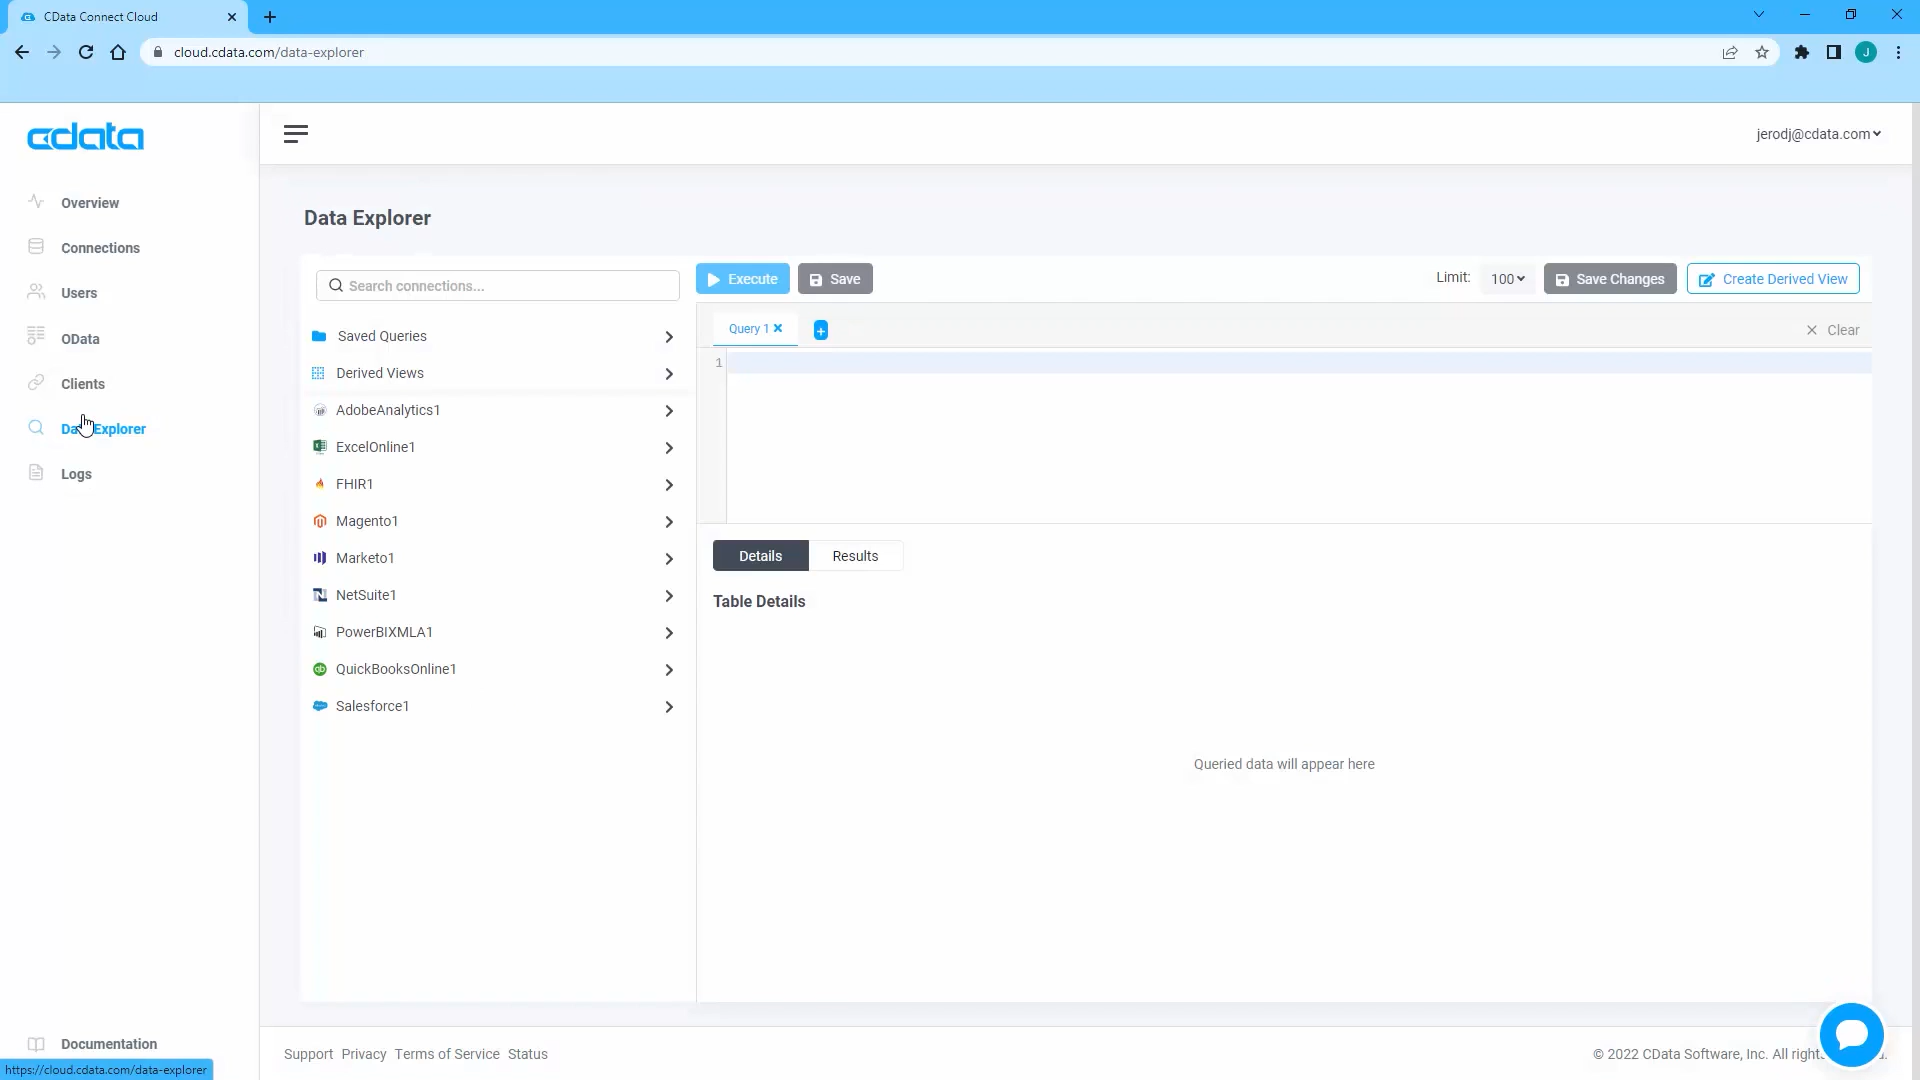 CData Connect Cloud
cloud.cdata.com/data-explorer
J
cdata
jerodj@cdata.com
Overview
Connections
Users
OData
Clients
Data Explorer
Logs
Documentation
https://cloud.cdata.com/data-explorer
Data Explorer
Search connections...
Saved Queries
Derived Views
AdobeAnalytics1
ExcelOnline1
FHIR1
Magento1
Marketo1
NetSuite1
PowerBIXMLA1
QuickBooksOnline1
Salesforce1
Execute Save Limit: 100 Save Changes Create Derived View
Query 1 Clear
1
Details Results
Table Details
Queried data will appear here
Support Privacy Terms of Service Status
© 2022 CData Software, Inc. All rights